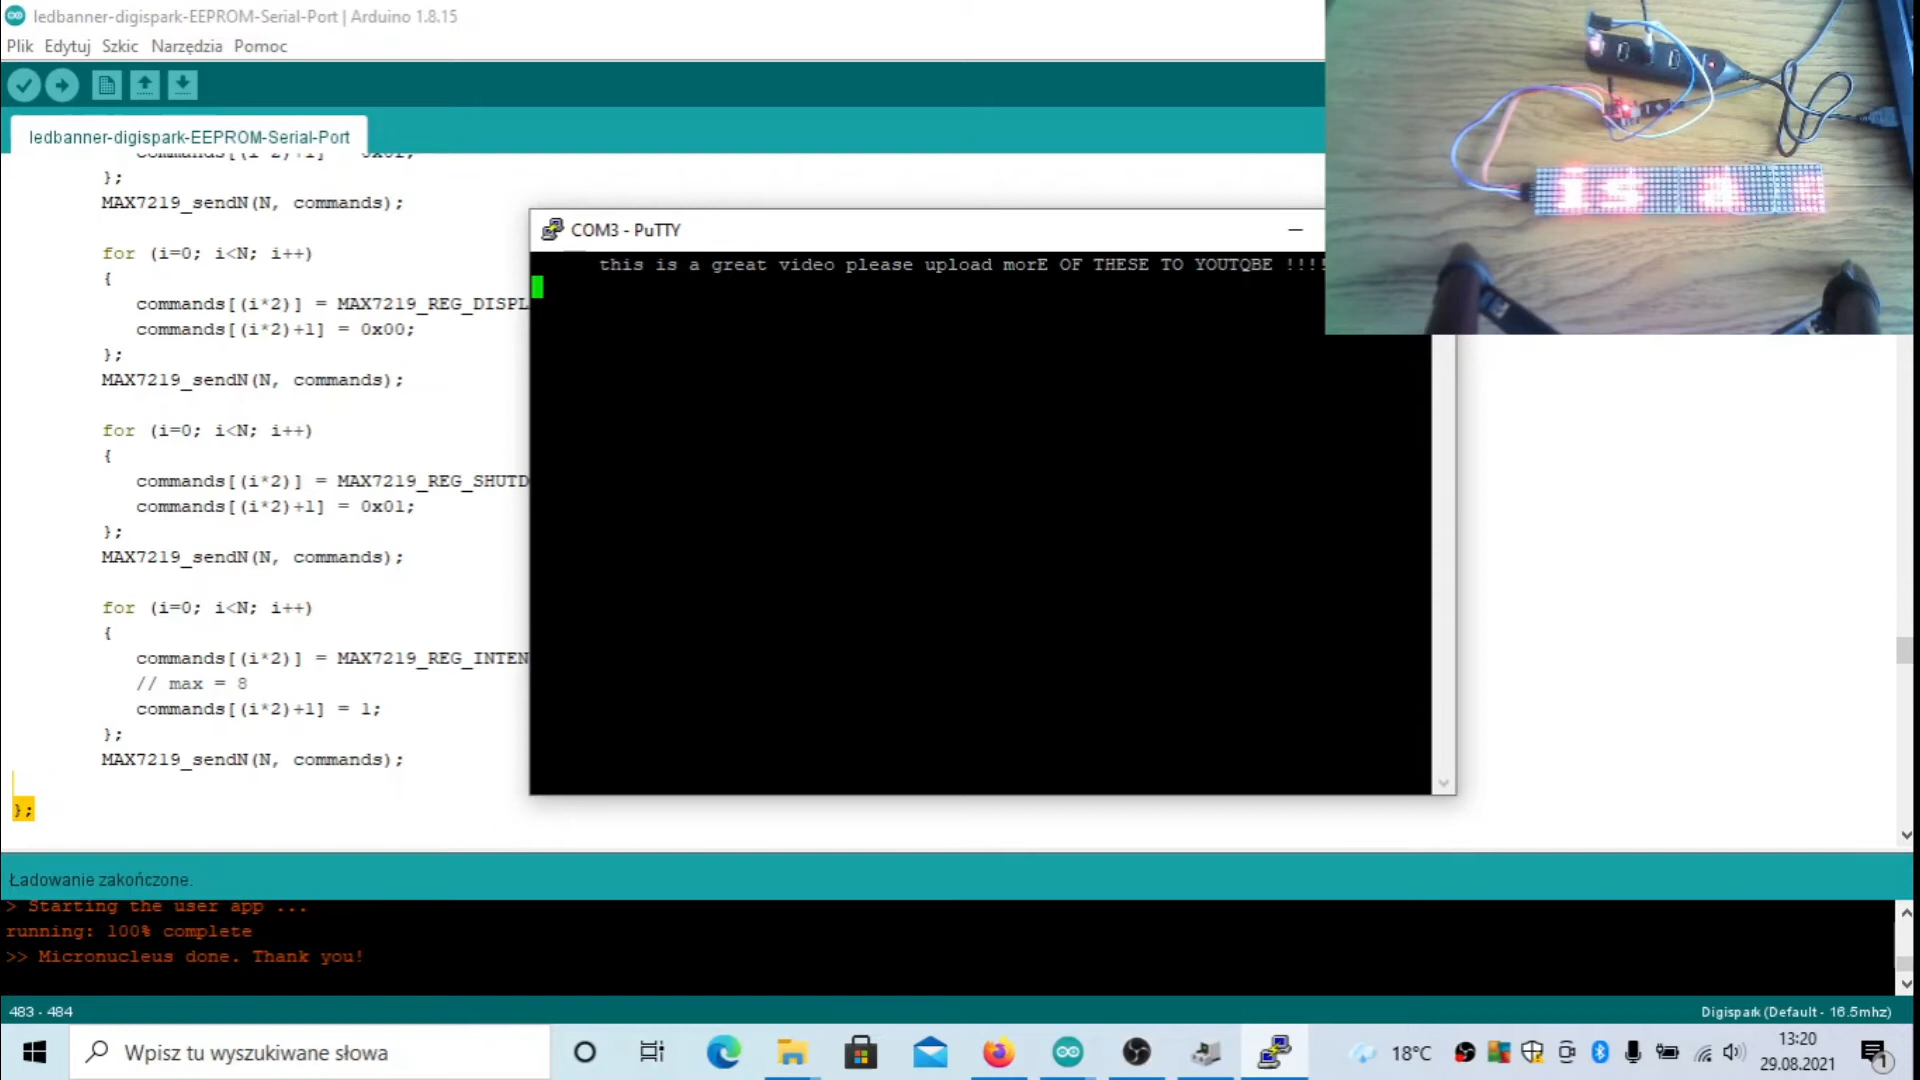 ledbanner-digispark-EEPROM-Serial-Port | Arduino 1.8.15
Plik Edytuj Szkic Narzędzia Pomoc
ledbanner-digispark-EEPROM-Serial-Port
commands[(i*2)+1] = 0x01;
};
MAX7219_sendN(N, commands);
for (i=0; i<N; i++)
{
commands[(i*2)] = MAX7219_REG_DISPL
commands[(i*2)+1] = 0x00;
};
MAX7219_sendN(N, commands);
for (i=0; i<N; i++)
{
commands[(i*2)] = MAX7219_REG_SHUTD
commands[(i*2)+1] = 0x01;
};
MAX7219_sendN(N, commands);
for (i=0; i<N; i++)
{
commands[(i*2)] = MAX7219_REG_INTEN
// max = 8
commands[(i*2)+1] = 1;
};
MAX7219_sendN(N, commands);
};
COM3 - PuTTY
this is a great video please upload morE OF THESE TO YOUTQBE !!!!
is a
Ładowanie zakończone.
> Starting the user app ...
running: 100% complete
>> Micronucleus done. Thank you!
483 - 484
Digispark (Default - 16.5mhz)
Wpisz tu wyszukiwane słowa
18°C
13:20
29.08.2021
1